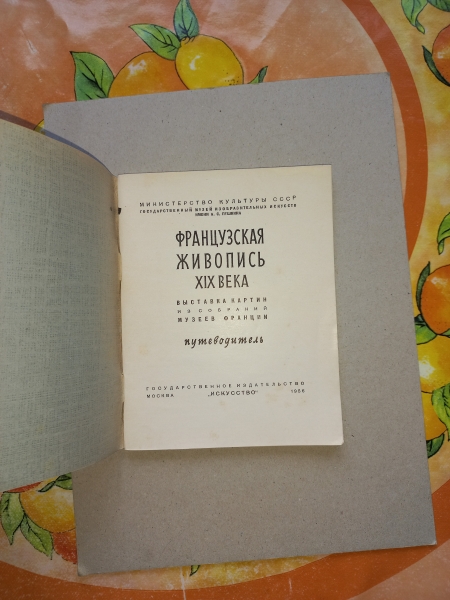 МИНИСТЕРСТВО КУЛЬТУРЫ СССР
ГОСУДАРСТВЕННЫЙ МУЗЕЙ ИЗОБРАЗИТЕЛЬНЫХ ИСКУССТВ
ИМЕНИ А. С. ПУШКИНА
ФРАНЦУЗСКАЯ
ЖИВОПИСЬ
XIX ВЕКА
ВЫСТАВКА КАРТИН
ИЗ СОБРАНИЙ
МУЗЕЕВ ФРАНЦИИ
путеводитель
ГОСУДАРСТВЕННОЕ ИЗДАТЕЛЬСТВО
МОСКВА „ИСКУССТВО“ 1956